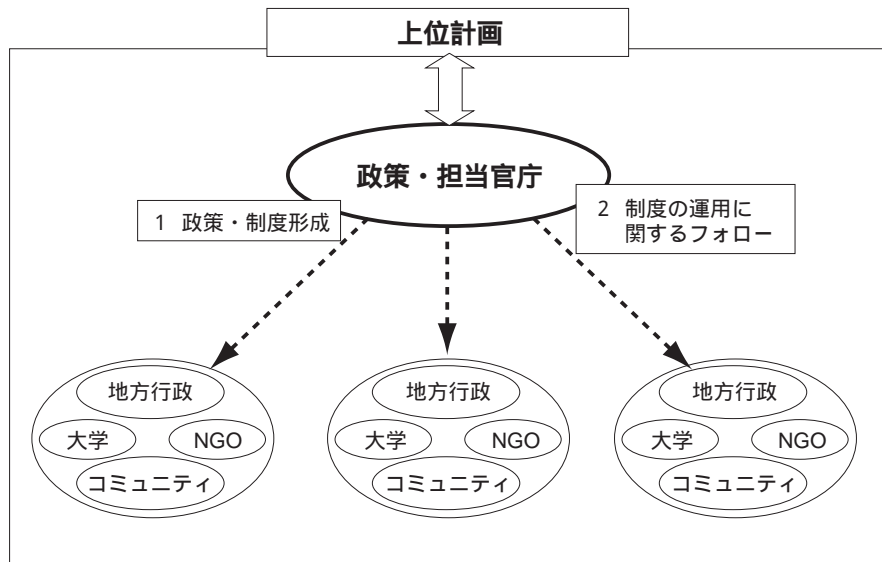 上位計画
政策・担当官庁
1 政策・制度形成
2 制度の運用に
関するフォロー
地方行政
大学
NGO
コミュニティ
地方行政
大学
NGO
コミュニティ
地方行政
大学
NGO
コミュニティ